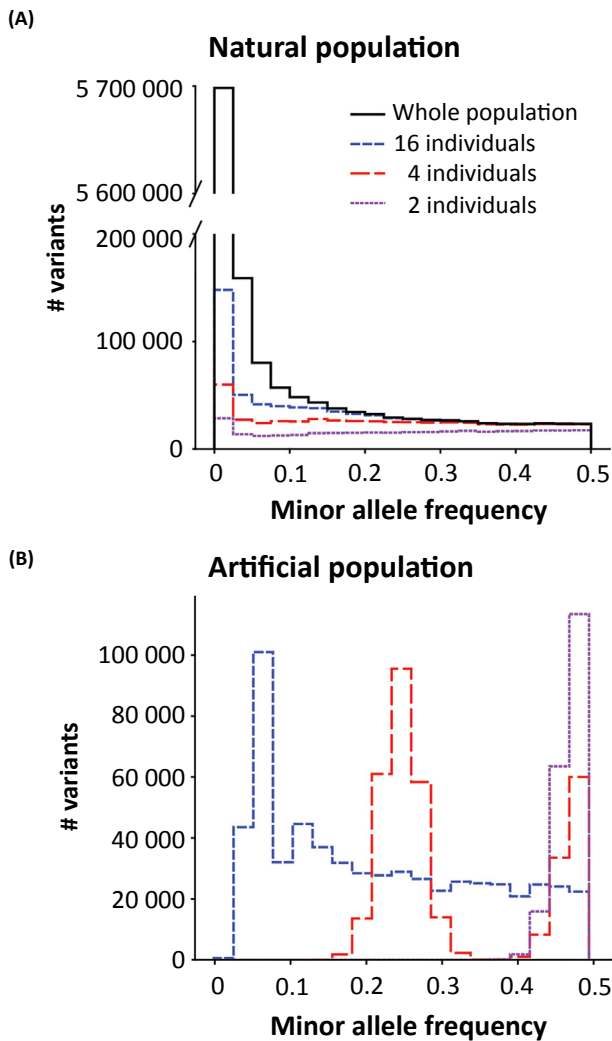 (A)
Natural population
5 700 000
5 600 000
200 000
100 000
0
# variants
Whole population
16 individuals
4 individuals
2 individuals
0 0.1 0.2 0.3 0.4 0.5
Minor allele frequency
(B)
Artificial population
100 000
80 000
60 000
40 000
20 000
0
# variants
0 0.1 0.2 0.3 0.4 0.5
Minor allele frequency